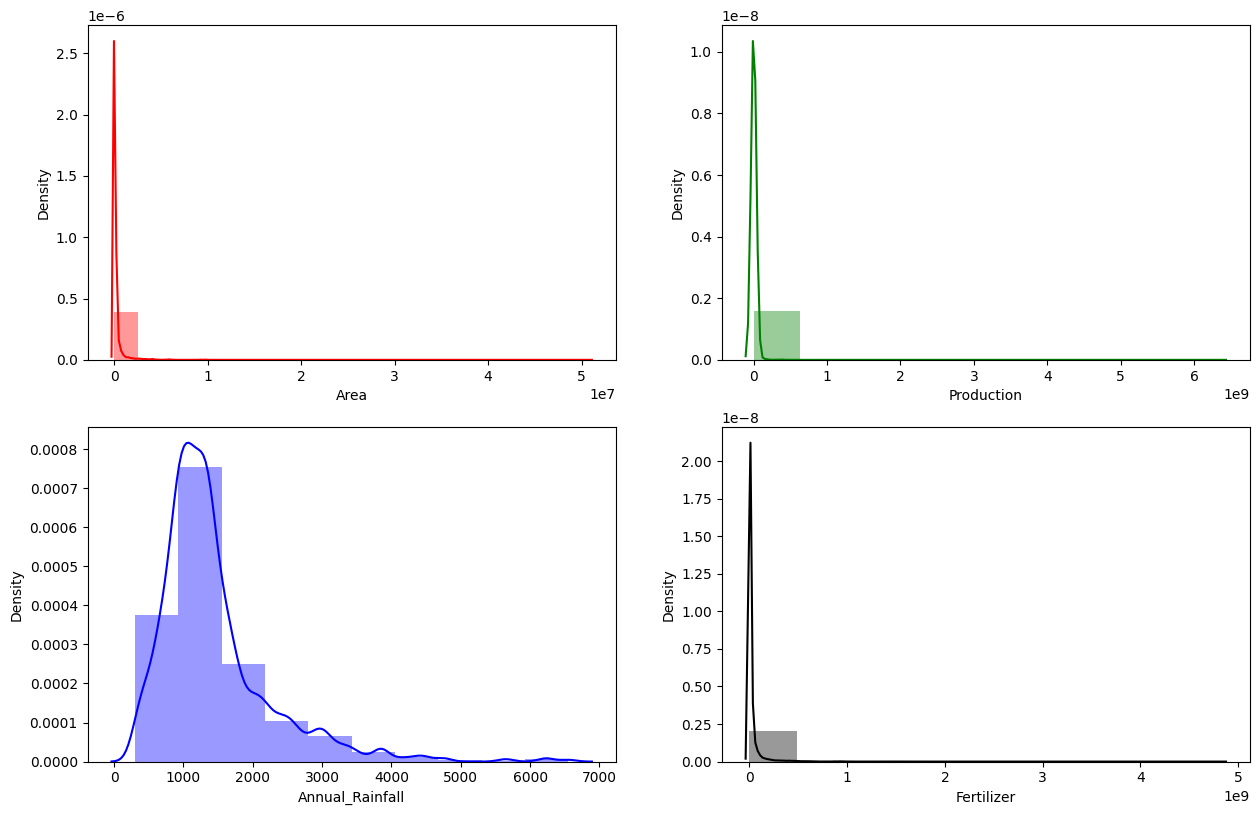 1e−6
2.5
2.0
1.5
1.0
0.5
0.0
Density
0 1 2 3 4 5
1e7
Area
1e−8
1.0
0.8
0.6
0.4
0.2
0.0
Density
0 1 2 3 4 5 6
1e9
Production
0.0008
0.0007
0.0006
0.0005
0.0004
0.0003
0.0002
0.0001
0.0000
Density
0 1000 2000 3000 4000 5000 6000 7000
Annual_Rainfall
1e−8
2.00
1.75
1.50
1.25
1.00
0.75
0.50
0.25
0.00
Density
0 1 2 3 4 5
1e9
Fertilizer